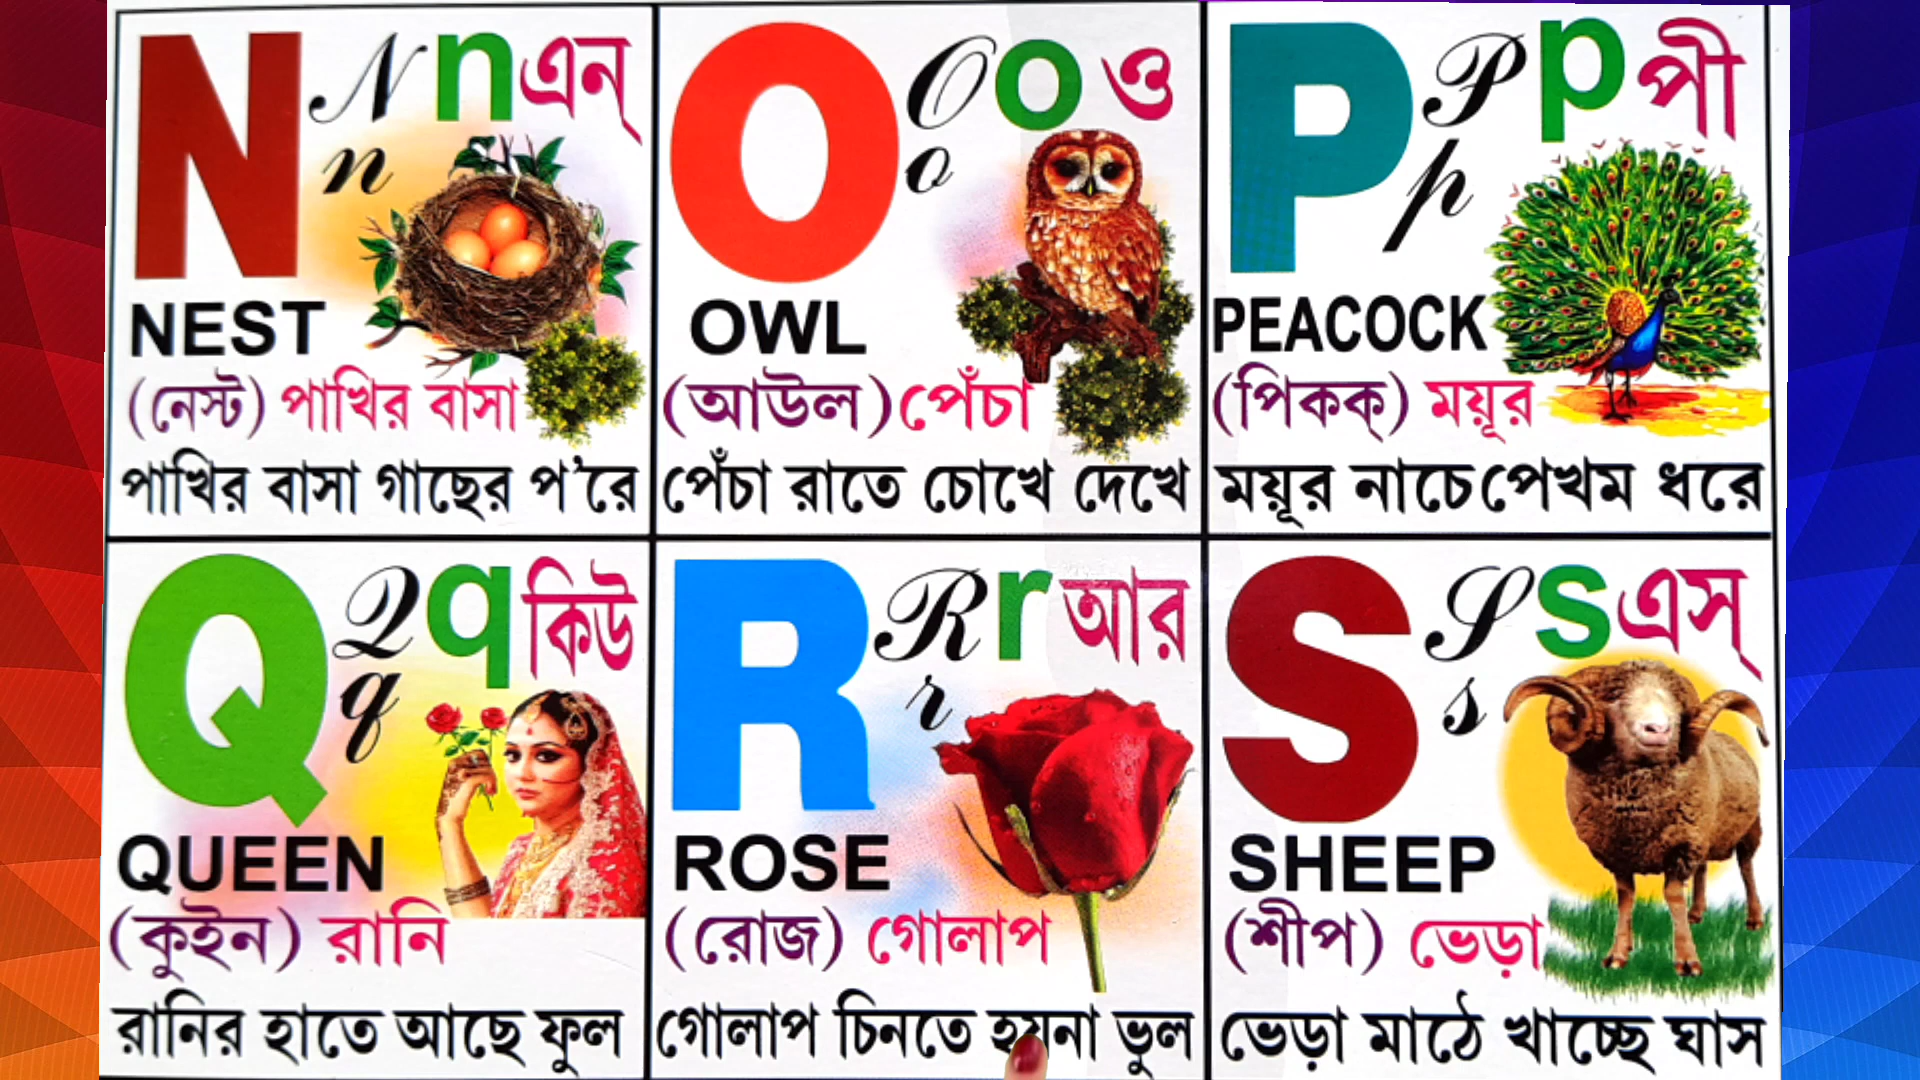 N N n এন্
n
NEST
(নেস্ট) পাখির বাসা
পাখির বাসা গাছের প'রে
O O o ও
o
OWL
(আউল) পেঁচা
পেঁচা রাতে চোখে দেখে
P P p পী
p
PEACOCK
(পিকক্) ময়ূর
ময়ূর নাচে পেখম ধরে
Q Q q কিউ
q
QUEEN
(কুইন) রানি
রানির হাতে আছে ফুল
R R r আর
r
ROSE
(রোজ) গোলাপ
গোলাপ চিনতে হয়না ভুল
S S s এস্
s
SHEEP
(শীপ) ভেড়া
ভেড়া মাঠে খাচ্ছে ঘাস